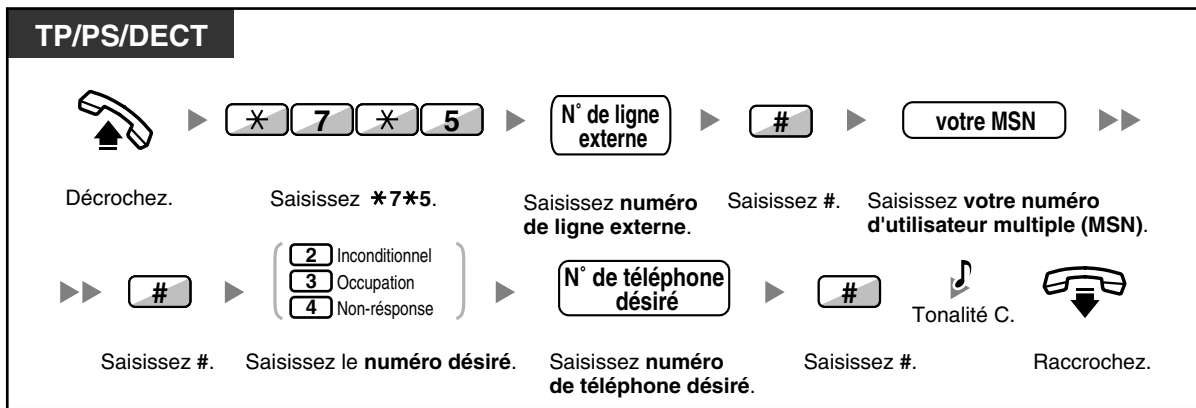 TP/PS/DECT
✳ 7 ✳ 5
N° de ligne
externe
#
votre MSN
Décrochez.
Saisissez ✳7✳5.
Saisissez numéro
de ligne externe.
Saisissez #.
Saisissez votre numéro
d'utilisateur multiple (MSN).
#
2 Inconditionnel
3 Occupation
4 Non-résponse
N° de téléphone
désiré
#
Tonalité C.
Saisissez #.
Saisissez le numéro désiré.
Saisissez numéro
de téléphone désiré.
Saisissez #.
Raccrochez.